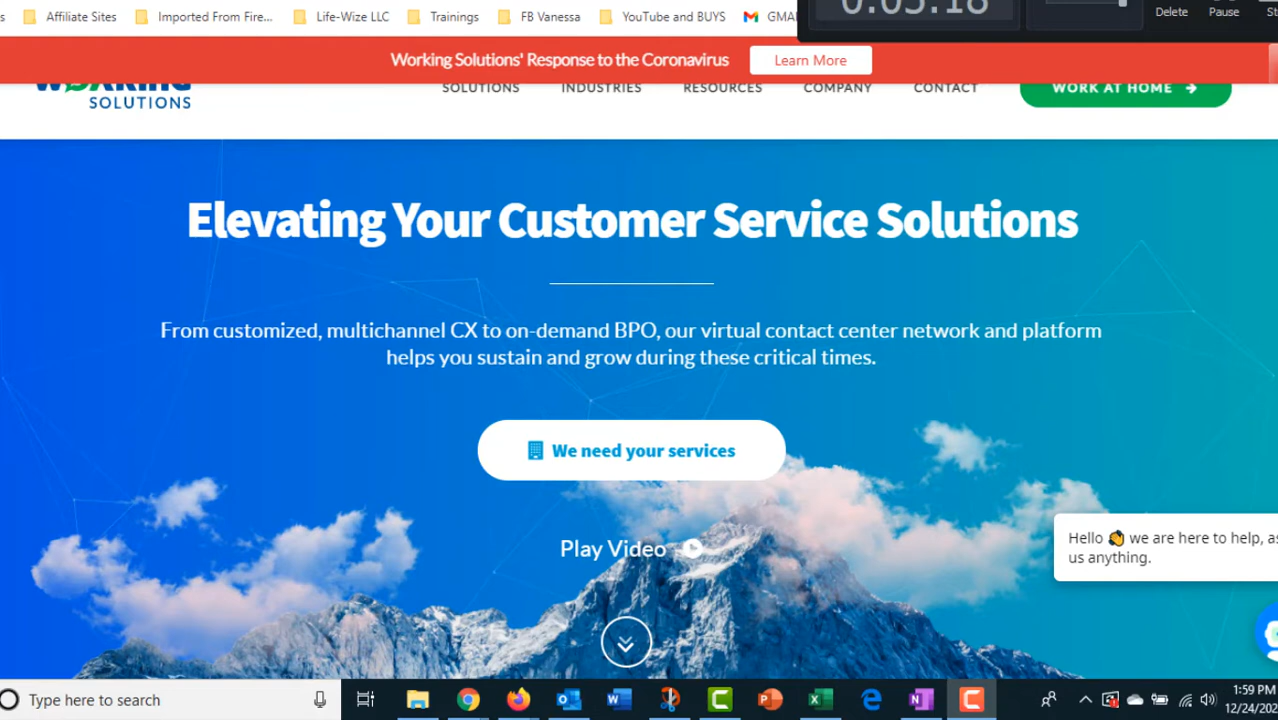 Affiliate Sites
Imported From Fire...
Life-Wize LLC
Trainings
FB Vanessa
YouTube and BUYS
Delete
Pause
Working Solutions' Response to the Coronavirus
Learn More
SOLUTIONS
SOLUTIONS
INDUSTRIES
RESOURCES
COMPANY
CONTACT
WORK AT HOME
Elevating Your Customer Service Solutions
From customized, multichannel CX to on-demand BPO, our virtual contact center network and platform
helps you sustain and grow during these critical times.
We need your services
Play Video
Hello 👏 we are here to help,
us anything.
Type here to search
1:59 PM